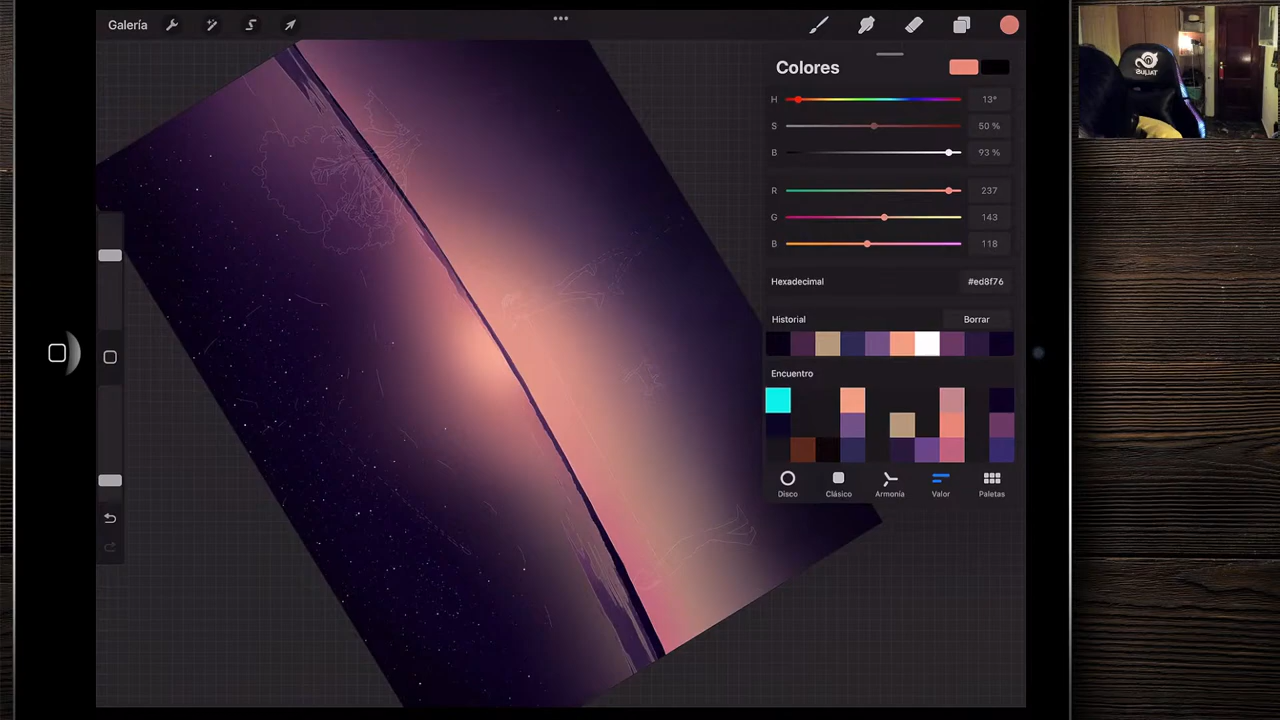 Galería
Colores
H 13°
S 50 %
B 93 %
R 237
G 143
B 118
Hexadecimal #ed8f76
Historial Borrar
Encuentro
Disco Clásico Armonía Valor Paletas